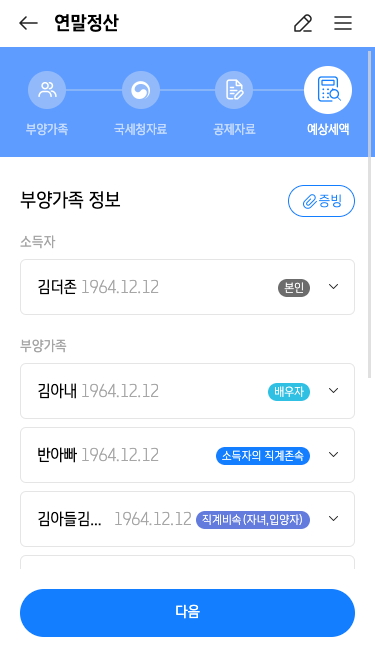 연말정산
부양가족 국세청자료 공제자료 예상세액
부양가족 정보 증빙
소득자
김더존 1964.12.12 본인
부양가족
김아내 1964.12.12 배우자
반아빠 1964.12.12 소득자의 직계존속
김아들김... 1964.12.12 직계비속(자녀,입양자)
다음